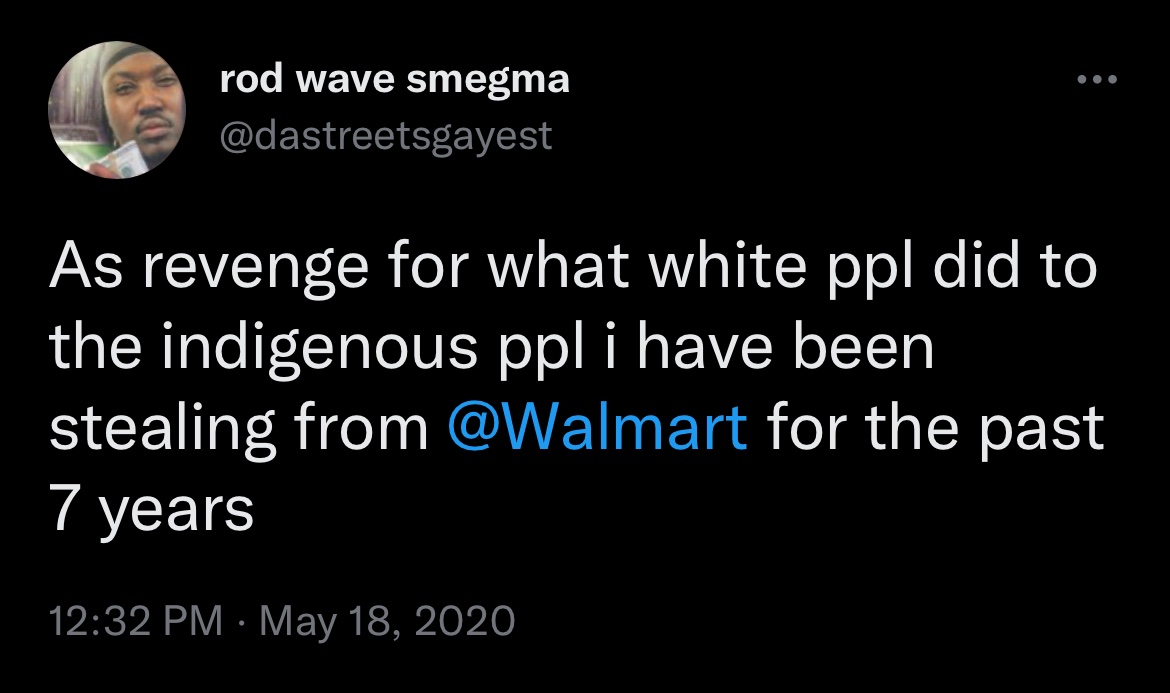 rod wave smegma
@dastreetsgayest
As revenge for what white ppl did to
the indigenous ppl i have been
stealing from @Walmart for the past
7 years
12:32 PM · May 18, 2020